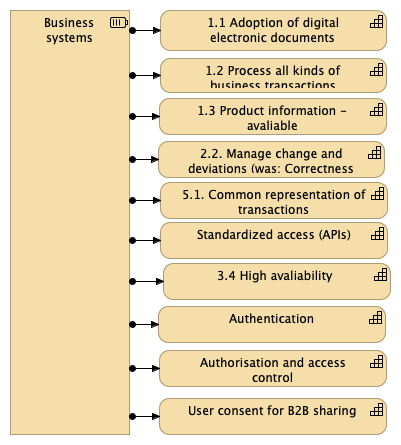 Business
systems
1.1 Adoption of digital
electronic documents
1.2 Process all kinds of
business transactions
1.3 Product information –
avaliable
2.2. Manage change and
deviations (was: Correctness
5.1. Common representation of
transactions
Standardized access (APIs)
3.4 High avaliability
Authentication
Authorisation and access
control
User consent for B2B sharing